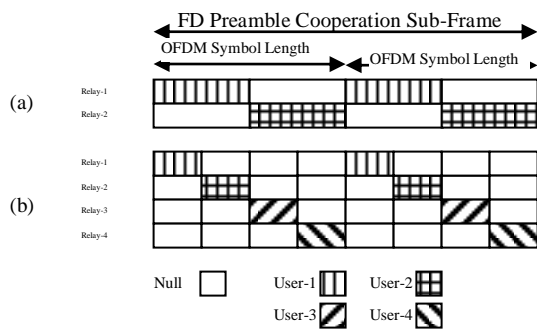 FD Preamble Cooperation Sub-Frame
OFDM Symbol Length OFDM Symbol Length
(a)
Relay-1
Relay-2
(b)
Relay-1
Relay-2
Relay-3
Relay-4
Null User-1 User-2
User-3 User-4